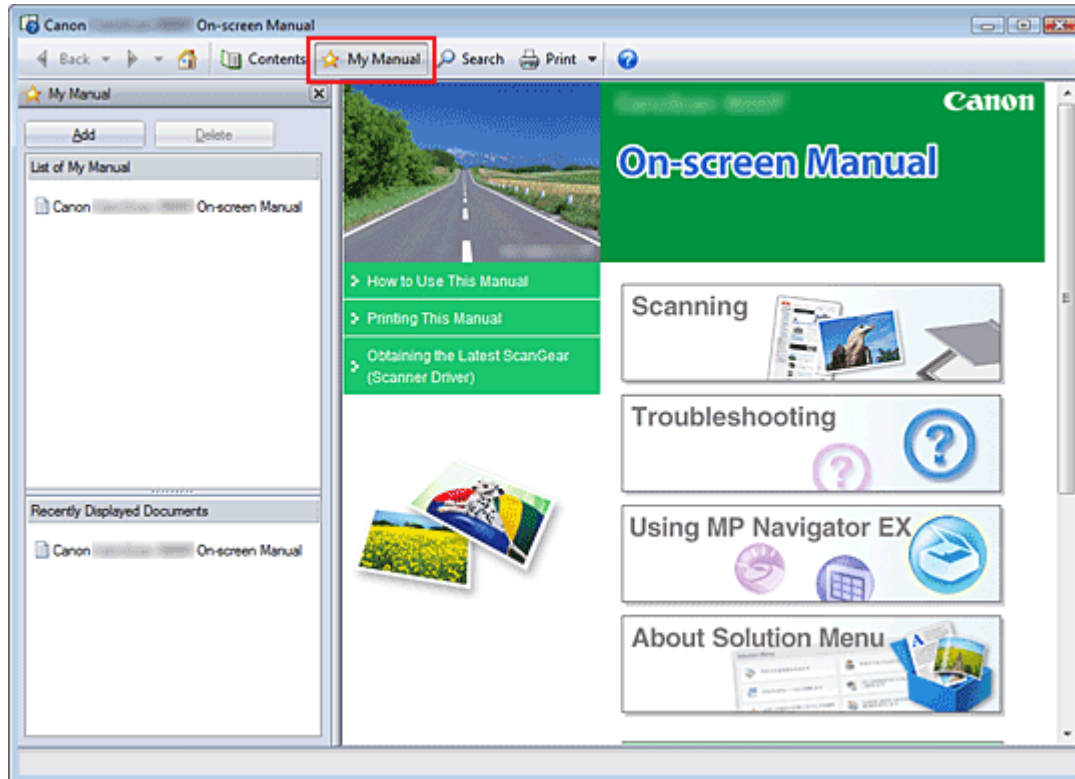 Canon On-screen Manual
Back
Contents
My Manual
Search
Print
My Manual
Add
Delete
List of My Manual
Canon On-screen Manual
Recently Displayed Documents
Canon On-screen Manual
Canon
On-screen Manual
How to Use This Manual
Printing This Manual
Obtaining the Latest ScanGear
(Scanner Driver)
Scanning
Troubleshooting
Using MP Navigator EX
About Solution Menu